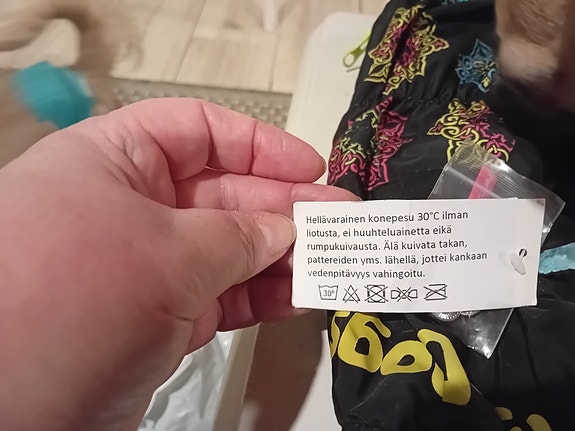 Hellävarainen konepesu 30°C ilman
liotusta, ei huuhteluainetta eikä
rumpukuivausta. Älä kuivata takan,
pattereiden yms. lähellä, jottei kankaan
vedenpitävyys vahingoitu.
30°